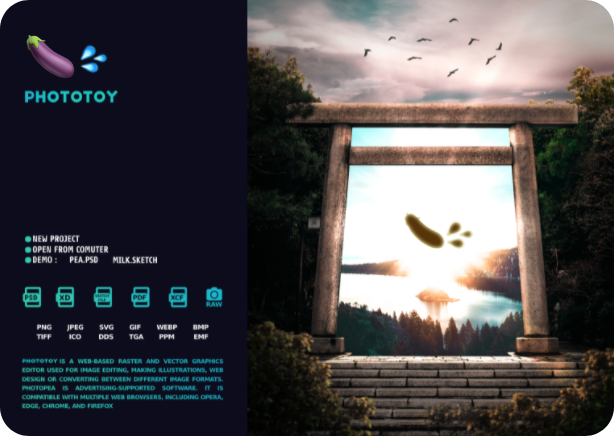 PHOTOTOY
NEW PROJECT
OPEN FROM COMUTER
DEMO : PEA.PSD MILK.SKETCH
PSD XD PDF XCF RAW
PNG JPEG SVG GIF WEBP BMP
TIFF ICO DDS TGA PPM EMF
PHOTOTOY IS A WEB-BASED RASTER AND VECTOR GRAPHICS
EDITOR USED FOR IMAGE EDITING, MAKING ILLUSTRATIONS, WEB
DESIGN OR CONVERTING BETWEEN DIFFERENT IMAGE FORMATS.
PHOTOPEA IS ADVERTISING-SUPPORTED SOFTWARE. IT IS
COMPATIBLE WITH MULTIPLE WEB BROWSERS, INCLUDING OPERA,
EDGE, CHROME, AND FIREFOX